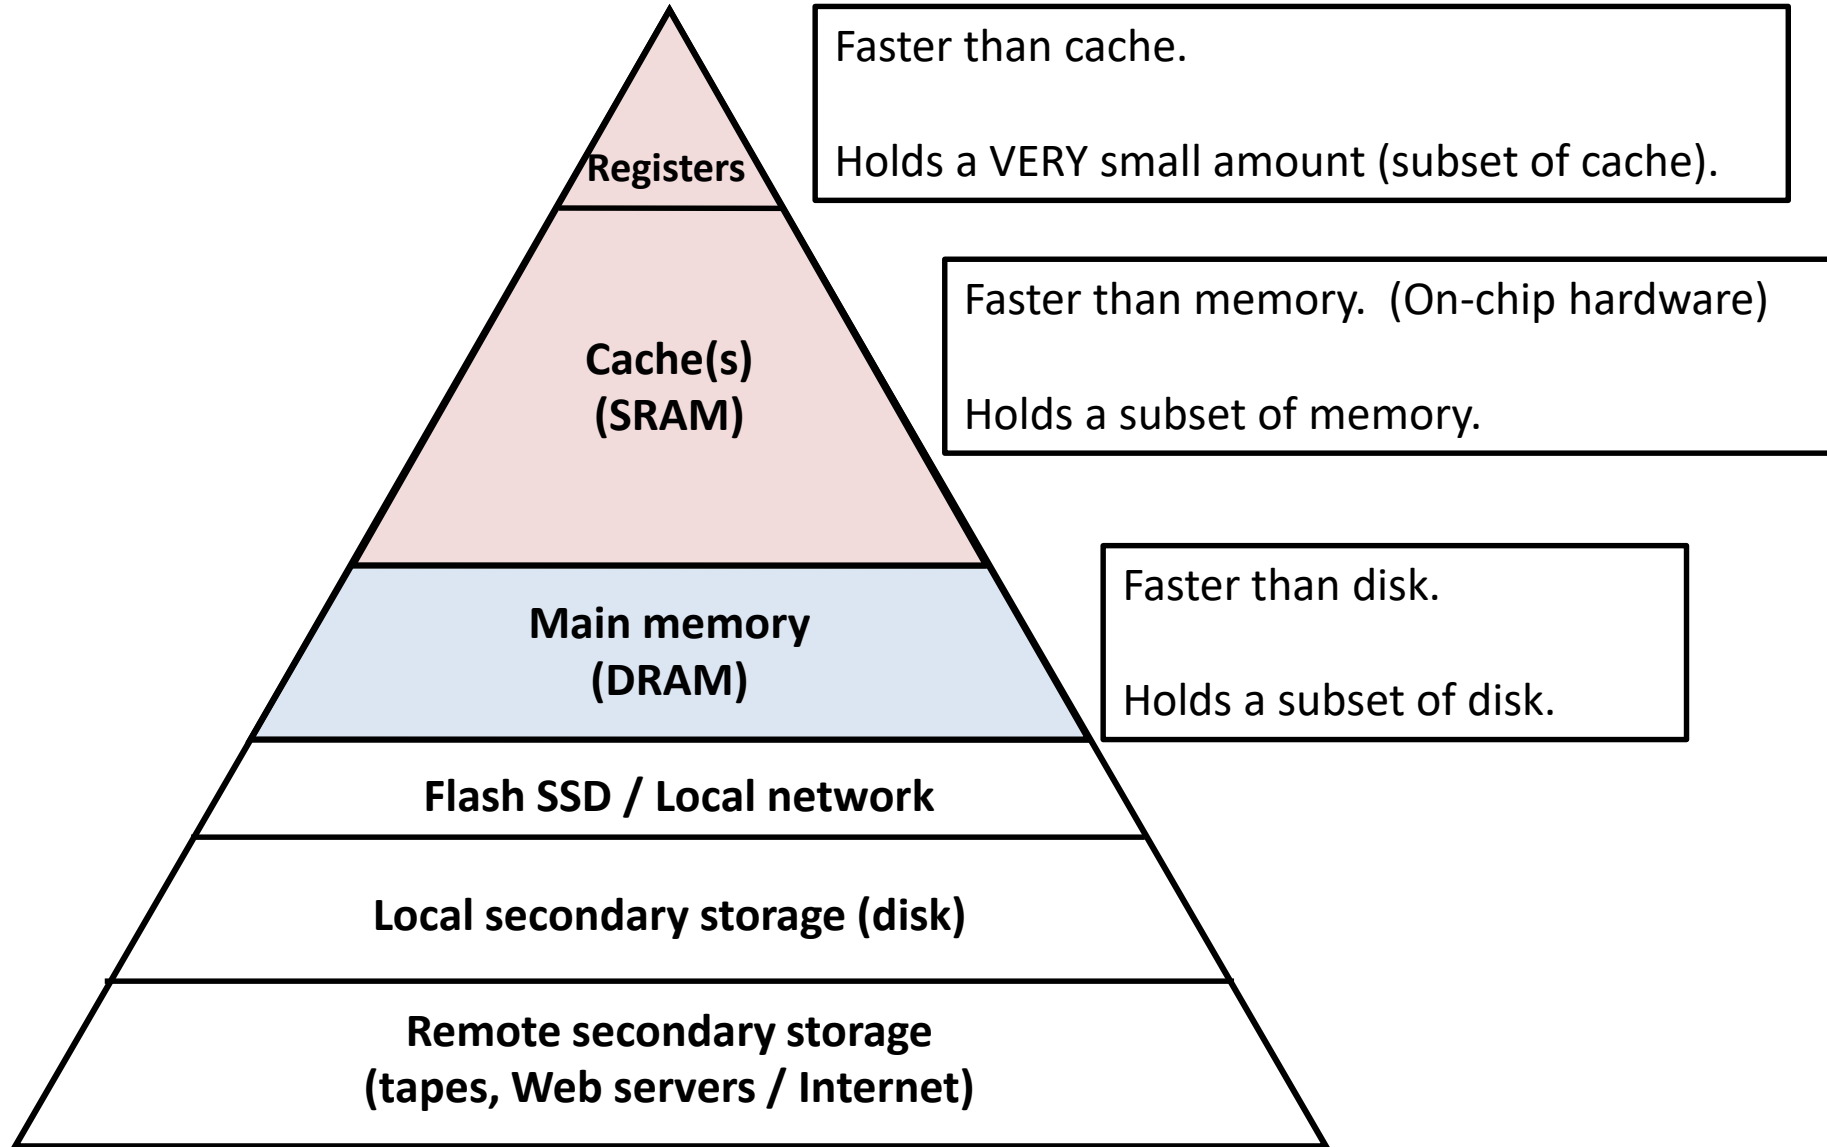 Registers
Faster than cache.
Holds a VERY small amount (subset of cache).
Cache(s)
(SRAM)
Faster than memory.  (On-chip hardware)
Holds a subset of memory.
Main memory
(DRAM)
Faster than disk.
Holds a subset of disk.
Flash SSD / Local network
Local secondary storage (disk)
Remote secondary storage
(tapes, Web servers / Internet)